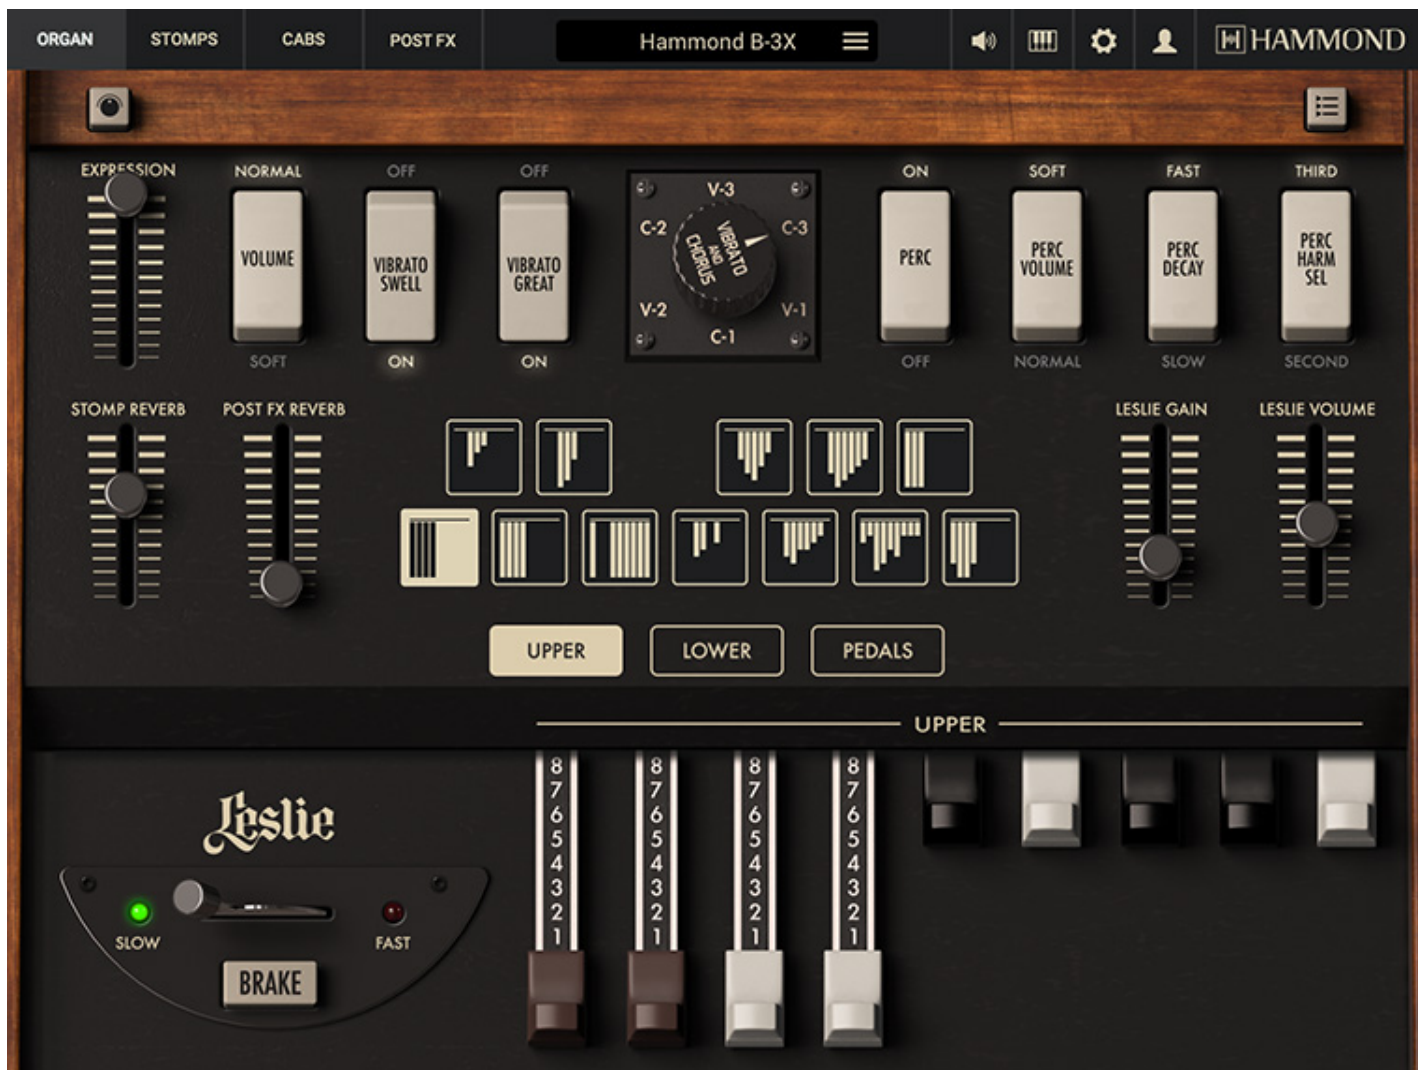 ORGAN
STOMPS
CABS
POST FX
Hammond B-3X
HAMMOND
EXPRESSION
NORMAL
OFF
OFF
ON
SOFT
FAST
THIRD
V-3
C-2
C-3
VIBRATO
AND
CHORUS
V-2
V-1
C-1
VOLUME
VIBRATO
SWELL
VIBRATO
GREAT
PERC
PERC
VOLUME
PERC
DECAY
PERC
HARM
SEL
SOFT
ON
ON
OFF
NORMAL
SLOW
SECOND
STOMP REVERB
POST FX REVERB
LESLIE GAIN
LESLIE VOLUME
UPPER
LOWER
PEDALS
UPPER
8 8 8 8
7 7 7 7
6 6 6 6
5 5 5 5
4 4 4 4
3 3 3 3
2 2 2 2
1 1 1 1
Leslie
SLOW
FAST
BRAKE